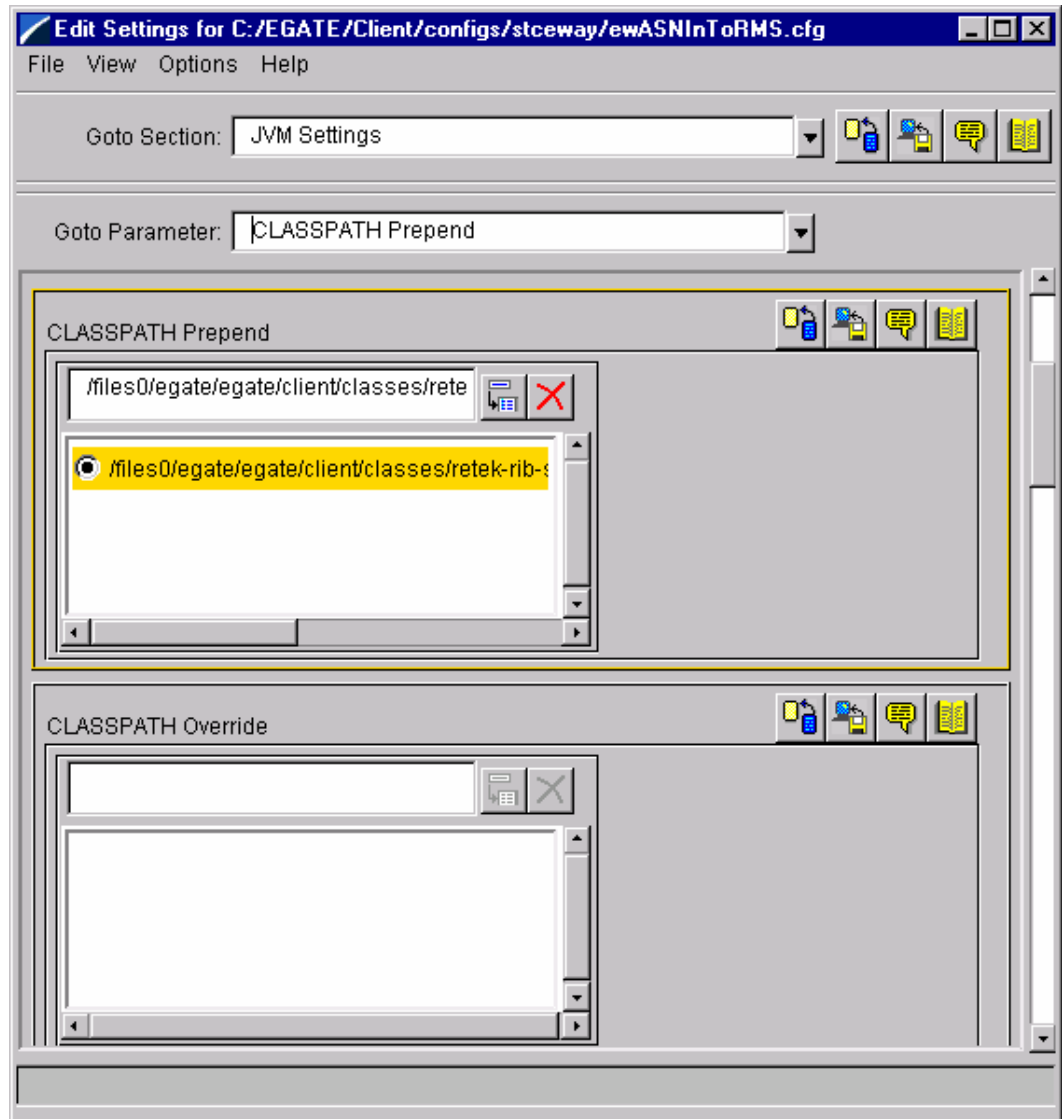 Edit Settings for C:/EGATE/Client/configs/stceway/ewASNInToRMS.cfg
File View Options Help
Goto Section: JVM Settings
Goto Parameter: CLASSPATH Prepend
CLASSPATH Prepend
/files0/egate/egate/client/classes/rete
/files0/egate/egate/client/classes/retek-rib-s
CLASSPATH Override